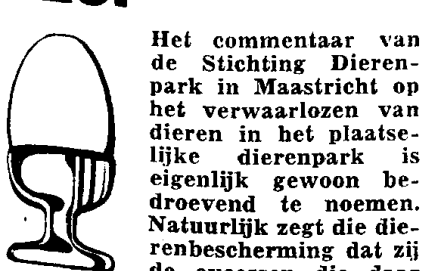 Het commentaar van
de Stichting Dieren-
park in Maastricht op
het verwaarlozen van
dieren in het plaatse-
lijke dierenpark is
eigenlijk gewoon be-
droevend te noemen.
Natuurlijk zegt die die-
renbescherming dat zij